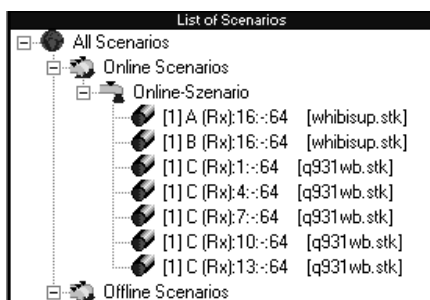 List of Scenarios
All Scenarios
Online Scenarios
Online-Szenario
[1] A (Rx):16:-:64 [whibisup.stk]
[1] B (Rx):16:-:64 [whibisup.stk]
[1] C (Rx):1:-:64 [q931wb.stk]
[1] C (Rx):4:-:64 [q931wb.stk]
[1] C (Rx):7:-:64 [q931wb.stk]
[1] C (Rx):10:-:64 [q931wb.stk]
[1] C (Rx):13:-:64 [q931wb.stk]
Offline Scenarios